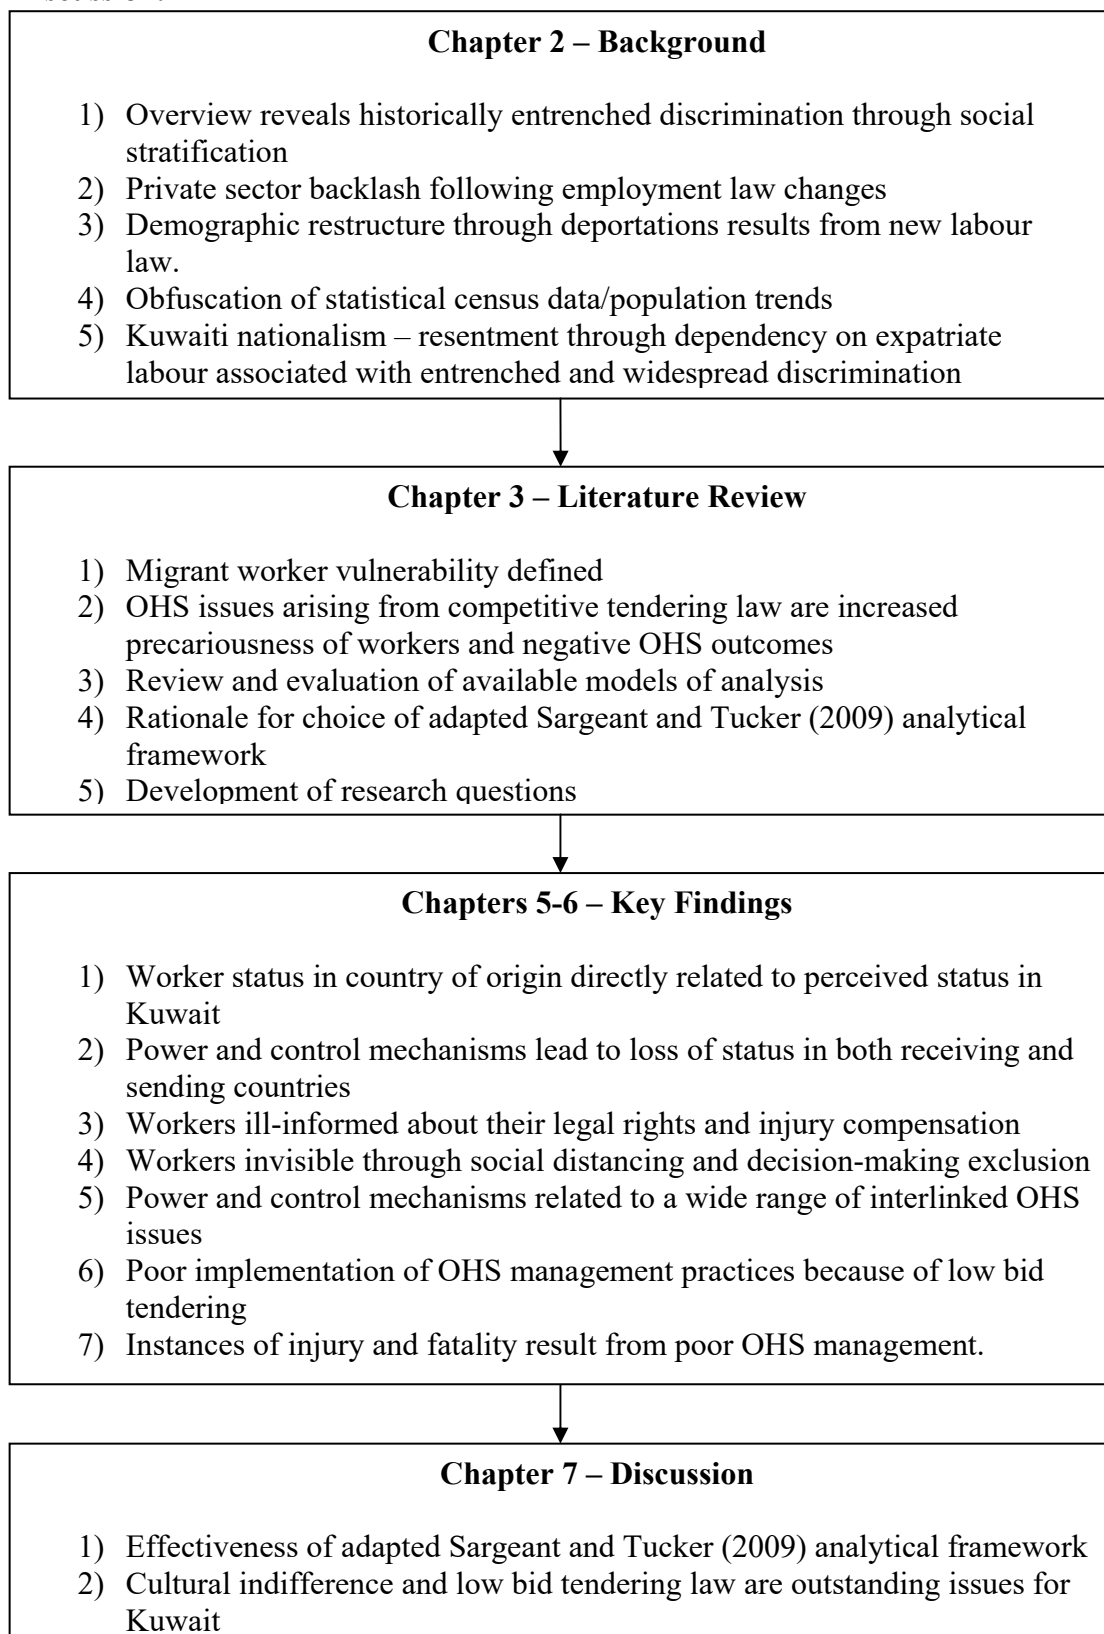 Chapter 2 – Background
1) Overview reveals historically entrenched discrimination through social
stratification
2) Private sector backlash following employment law changes
3) Demographic restructure through deportations results from new labour
law.
4) Obfuscation of statistical census data/population trends
5) Kuwaiti nationalism – resentment through dependency on expatriate
labour associated with entrenched and widespread discrimination
Chapter 3 – Literature Review
1) Migrant worker vulnerability defined
2) OHS issues arising from competitive tendering law are increased
precariousness of workers and negative OHS outcomes
3) Review and evaluation of available models of analysis
4) Rationale for choice of adapted Sargeant and Tucker (2009) analytical
framework
5) Development of research questions
Chapters 5-6 – Key Findings
1) Worker status in country of origin directly related to perceived status in
Kuwait
2) Power and control mechanisms lead to loss of status in both receiving and
sending countries
3) Workers ill-informed about their legal rights and injury compensation
4) Workers invisible through social distancing and decision-making exclusion
5) Power and control mechanisms related to a wide range of interlinked OHS
issues
6) Poor implementation of OHS management practices because of low bid
tendering
7) Instances of injury and fatality result from poor OHS management.
Chapter 7 – Discussion
1) Effectiveness of adapted Sargeant and Tucker (2009) analytical framework
2) Cultural indifference and low bid tendering law are outstanding issues for
Kuwait